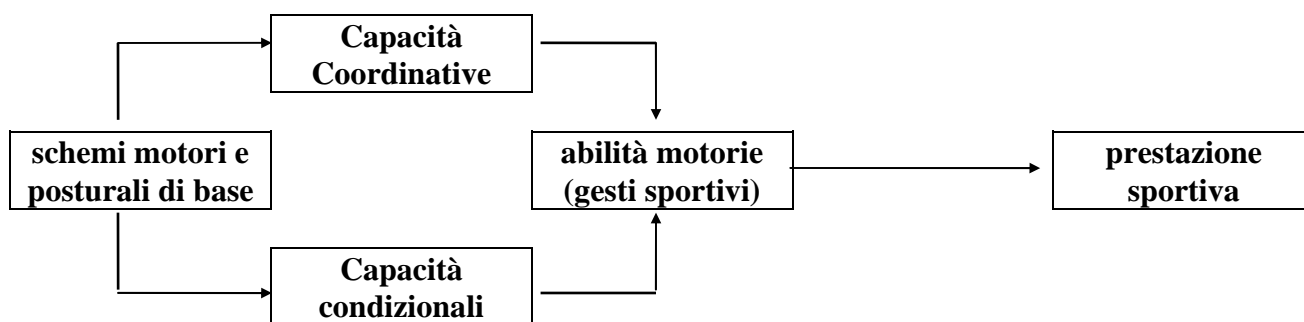 Capacità
Coordinative
schemi motori e
posturali di base
abilità motorie
(gesti sportivi)
prestazione
sportiva
Capacità
condizionali